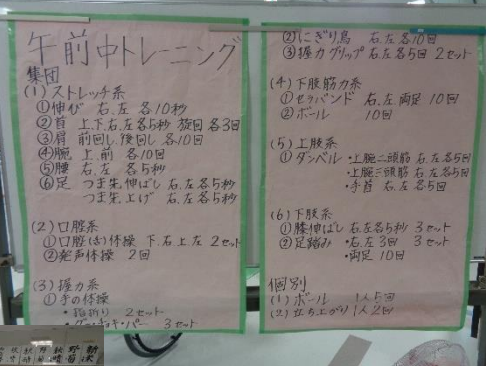 午前中トレーニング
集団
(1) ストレッチ系
①伸び 右、左 各10秒
②首 上、下、右、左 各5秒 旋回 各3回
③肩 前回し、後回し 各10回
④腕 上、前 各10回
⑤腰 右、左 各5秒
⑥足 つま先伸ばし 右、左 各5秒
つま先上げ 右、左 各5秒
(2) 口腔系
①口腔体操 下 右 上 左 2セット
②発声体操 2回
(3) 握力系
①手の体操
・指折り 2セット
・グー・チョキ・パー 3セット
②にぎり 右、左 各10回
③握力グリップ 右、左 各5回 2セット
(4) 下肢筋力系
①セラバンド 右、左、両足 10回
②ボール 10回
(5) 上肢系
①ダンベル・上腕二頭筋 右、左 各5回
・上腕三頭筋 右、左 各5回
・手首 右、左 各5回
(6) 下肢系
①膝伸ばし 右、左 各5秒 3セット
②足踏み ・右、左 3回 3セット
・両足 10回
個別
(1) ボール 1人5回
(2) 立ち上がり 1人2回